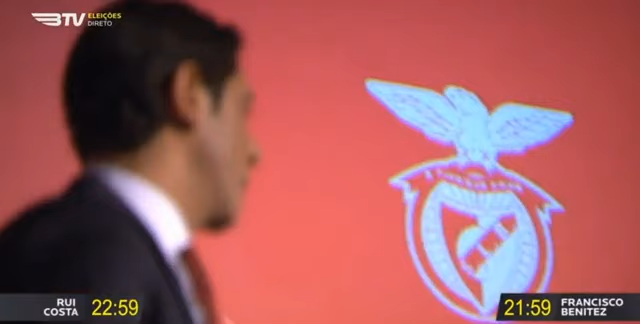 BTV ELEIÇÕES
DIRETO
RUI
COSTA
22:59
21:59
FRANCISCO
BENITEZ